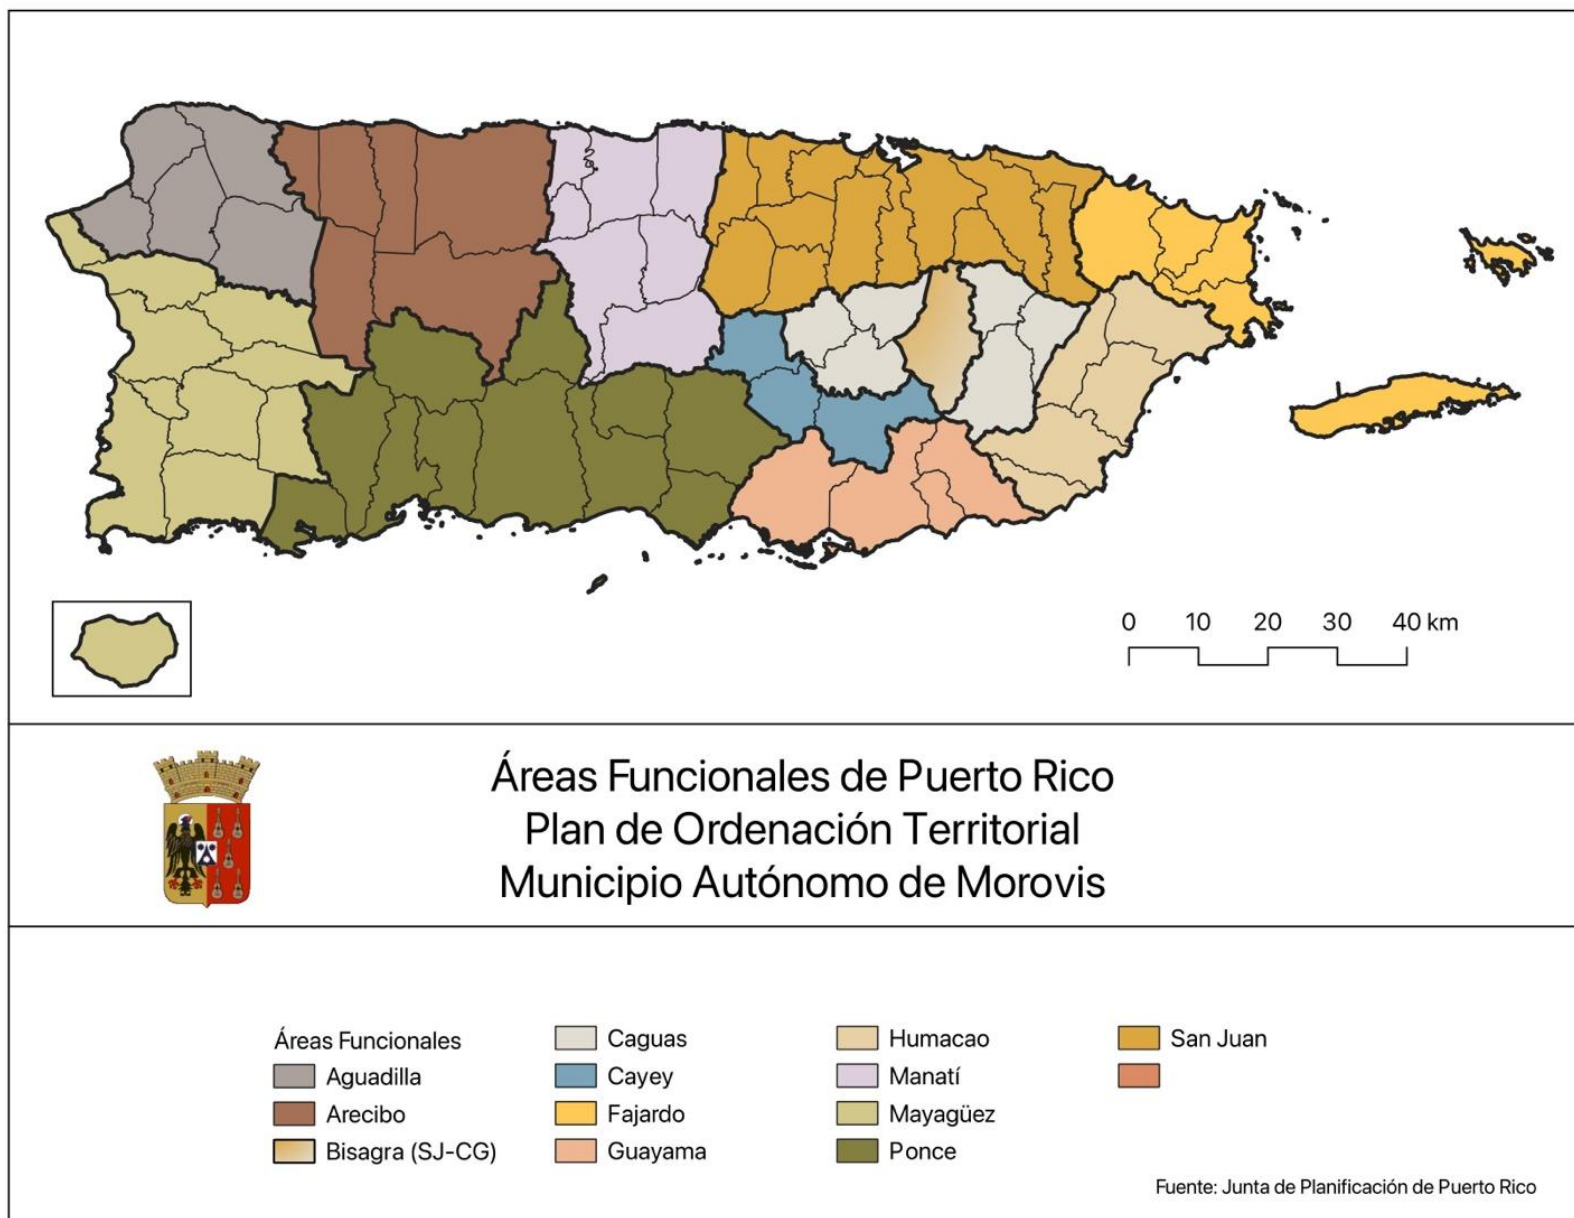 0 10 20 30 40 km
Áreas Funcionales de Puerto Rico
Plan de Ordenación Territorial
Municipio Autónomo de Morovis
Áreas Funcionales
Aguadilla
Arecibo
Bisagra (SJ-CG)
Caguas
Cayey
Fajardo
Guayama
Humacao
Manatí
Mayagüez
Ponce
San Juan
Fuente: Junta de Planificación de Puerto Rico